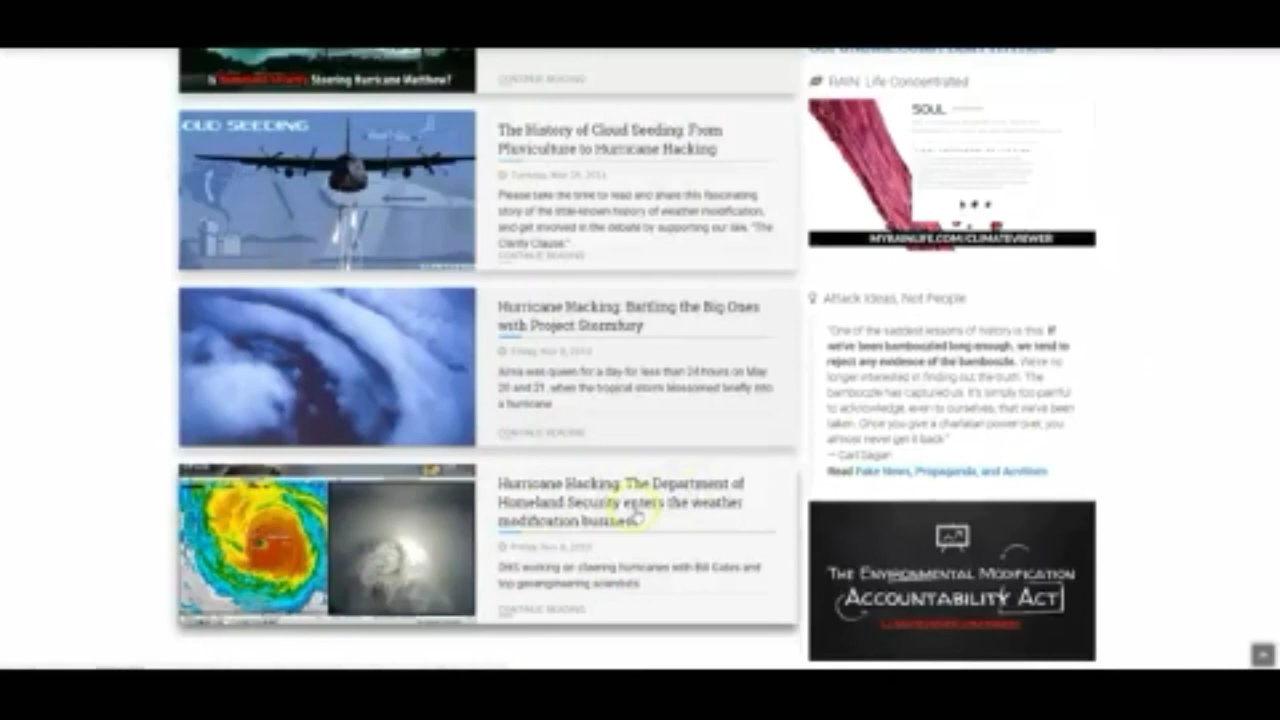 Steering Hurricane Matthew?
CONTINUE READING
CLOUD SEEDING
The History of Cloud Seeding: From
Pluviculture to Hurricane Hacking
Please take the time to read and share this fascinating
story of the little-known history of weather modification,
and get involved in the debate by supporting our law, "The
Clarity Clause."
CONTINUE READING
Hurricane Hacking: Battling the Big Ones
with Project Stormfury
Alma was queen for a day for less than 24 hours on May
20 and 21, when the tropical storm blossomed briefly into
a hurricane
CONTINUE READING
Hurricane Hacking: The Department of
Homeland Security enters the weather
modification business
DHS working on steering hurricanes with Bill Gates and
top geoengineering scientists
CONTINUE READING
RAIN: Life Concentrated
SOUL
MYRAINLIFE.COM/CLIMATEVIEWER
Attack Ideas, Not People
"One of the saddest lessons of history is this: If
we've been bamboozled long enough, we tend to
reject any evidence of the bamboozle. We're no
longer interested in finding out the truth. The
bamboozle has captured us. It's simply too painful
to acknowledge, even to ourselves, that we've been
taken. Once you give a charlatan power over you, you
almost never get it back."
— Carl Sagan
Read Fake News, Propaganda, and Activism
THE ENVIRONMENTAL MODIFICATION
ACCOUNTABILITY ACT